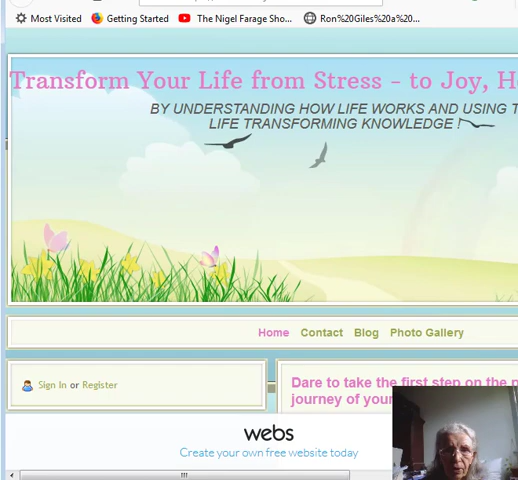 Most Visited Getting Started The Nigel Farage Sho... Ron%20Giles%20a%20...
Transform Your Life from Stress - to Joy,
BY UNDERSTANDING HOW LIFE WORKS AND USING
LIFE TRANSFORMING KNOWLEDGE !
Home Contact Blog Photo Gallery
Sign In or Register
Dare to take the first step on the
journey of your
webs
Create your own free website today